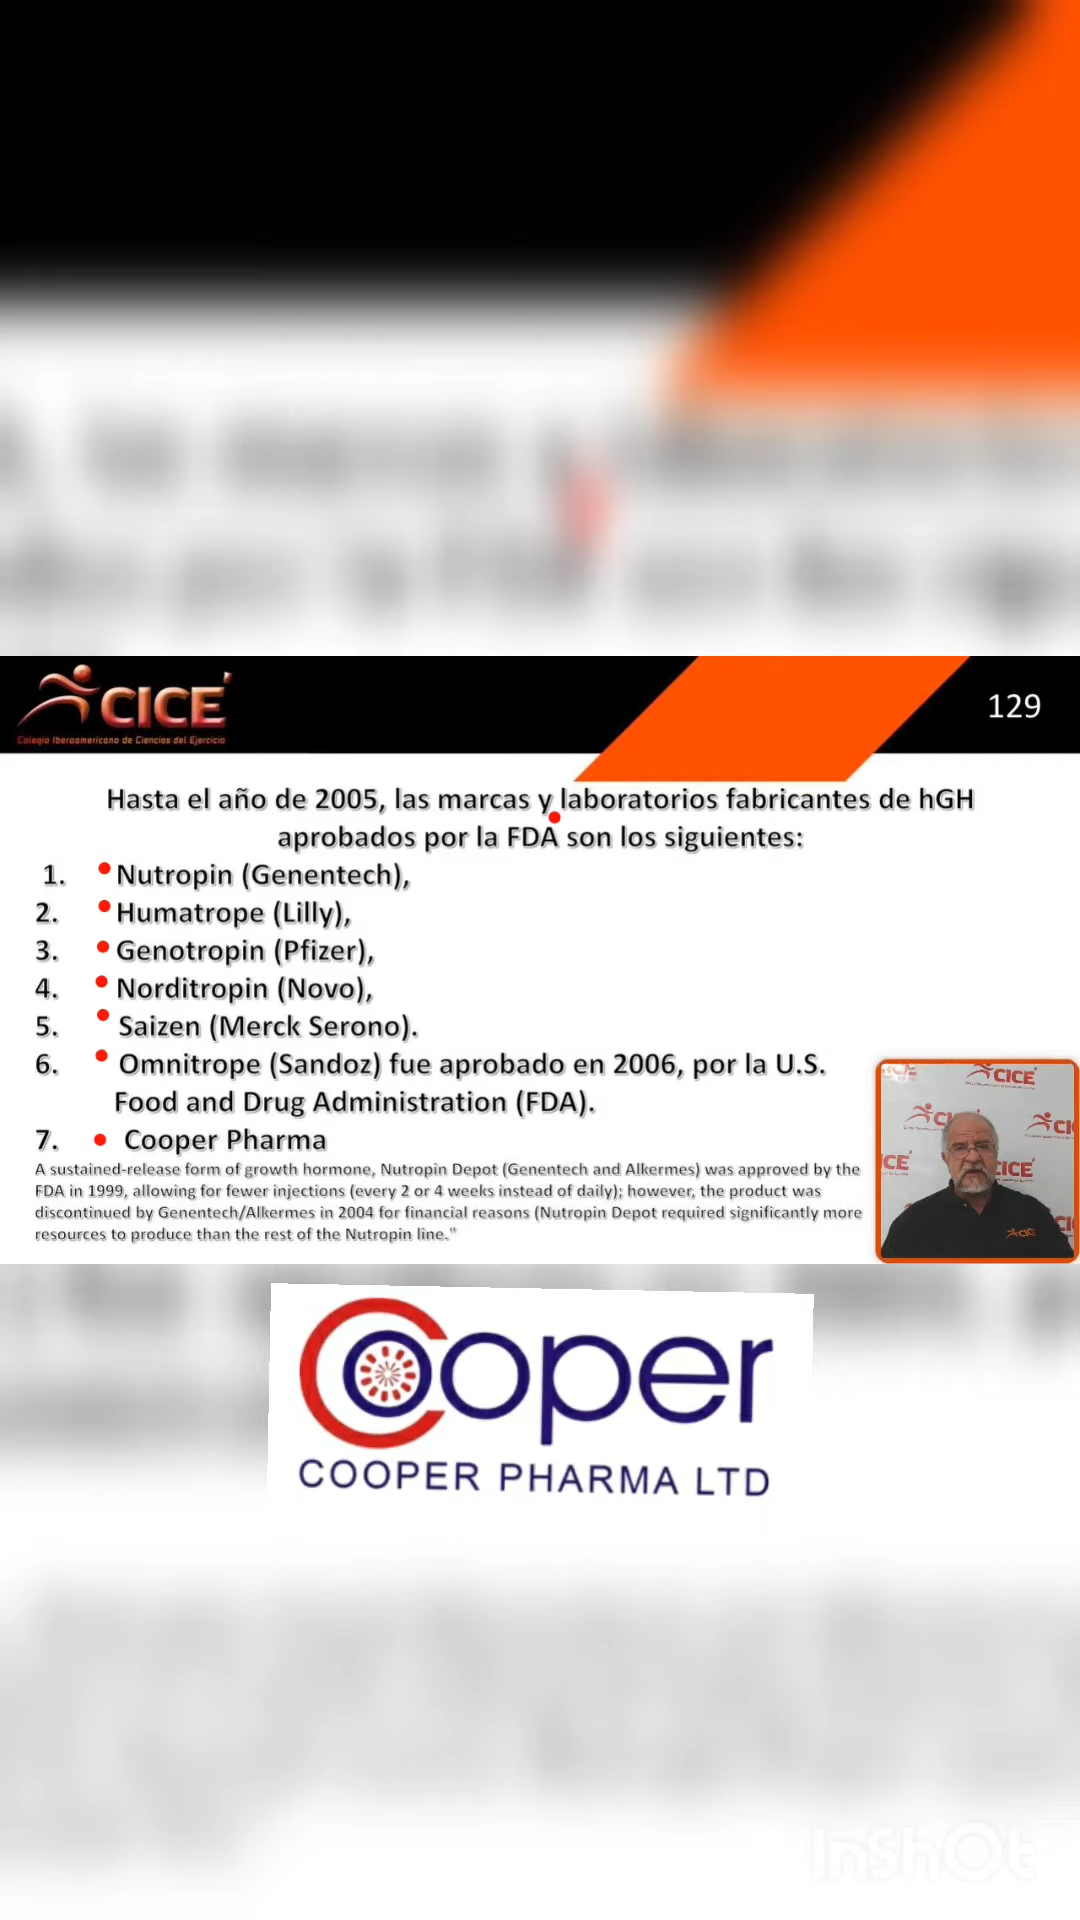 CICE
Colegio Iberoamericano de Ciencias del Ejercicio
129
Hasta el año de 2005, las marcas y laboratorios fabricantes de hGH
aprobados por la FDA son los siguientes:
1. • Nutropin (Genentech),
2. • Humatrope (Lilly),
3. • Genotropin (Pfizer),
4. • Norditropin (Novo),
5. • Saizen (Merck Serono).
6. • Omnitrope (Sandoz) fue aprobado en 2006, por la U.S.
Food and Drug Administration (FDA).
7. • Cooper Pharma
A sustained-release form of growth hormone, Nutropin Depot (Genentech and Alkermes) was approved by the
FDA in 1999, allowing for fewer injections (every 2 or 4 weeks instead of daily); however, the product was
discontinued by Genentech/Alkermes in 2004 for financial reasons (Nutropin Depot required significantly more
resources to produce than the rest of the Nutropin line."
CICE
CICE
CICE
Cooper
COOPER PHARMA LTD
InShOt